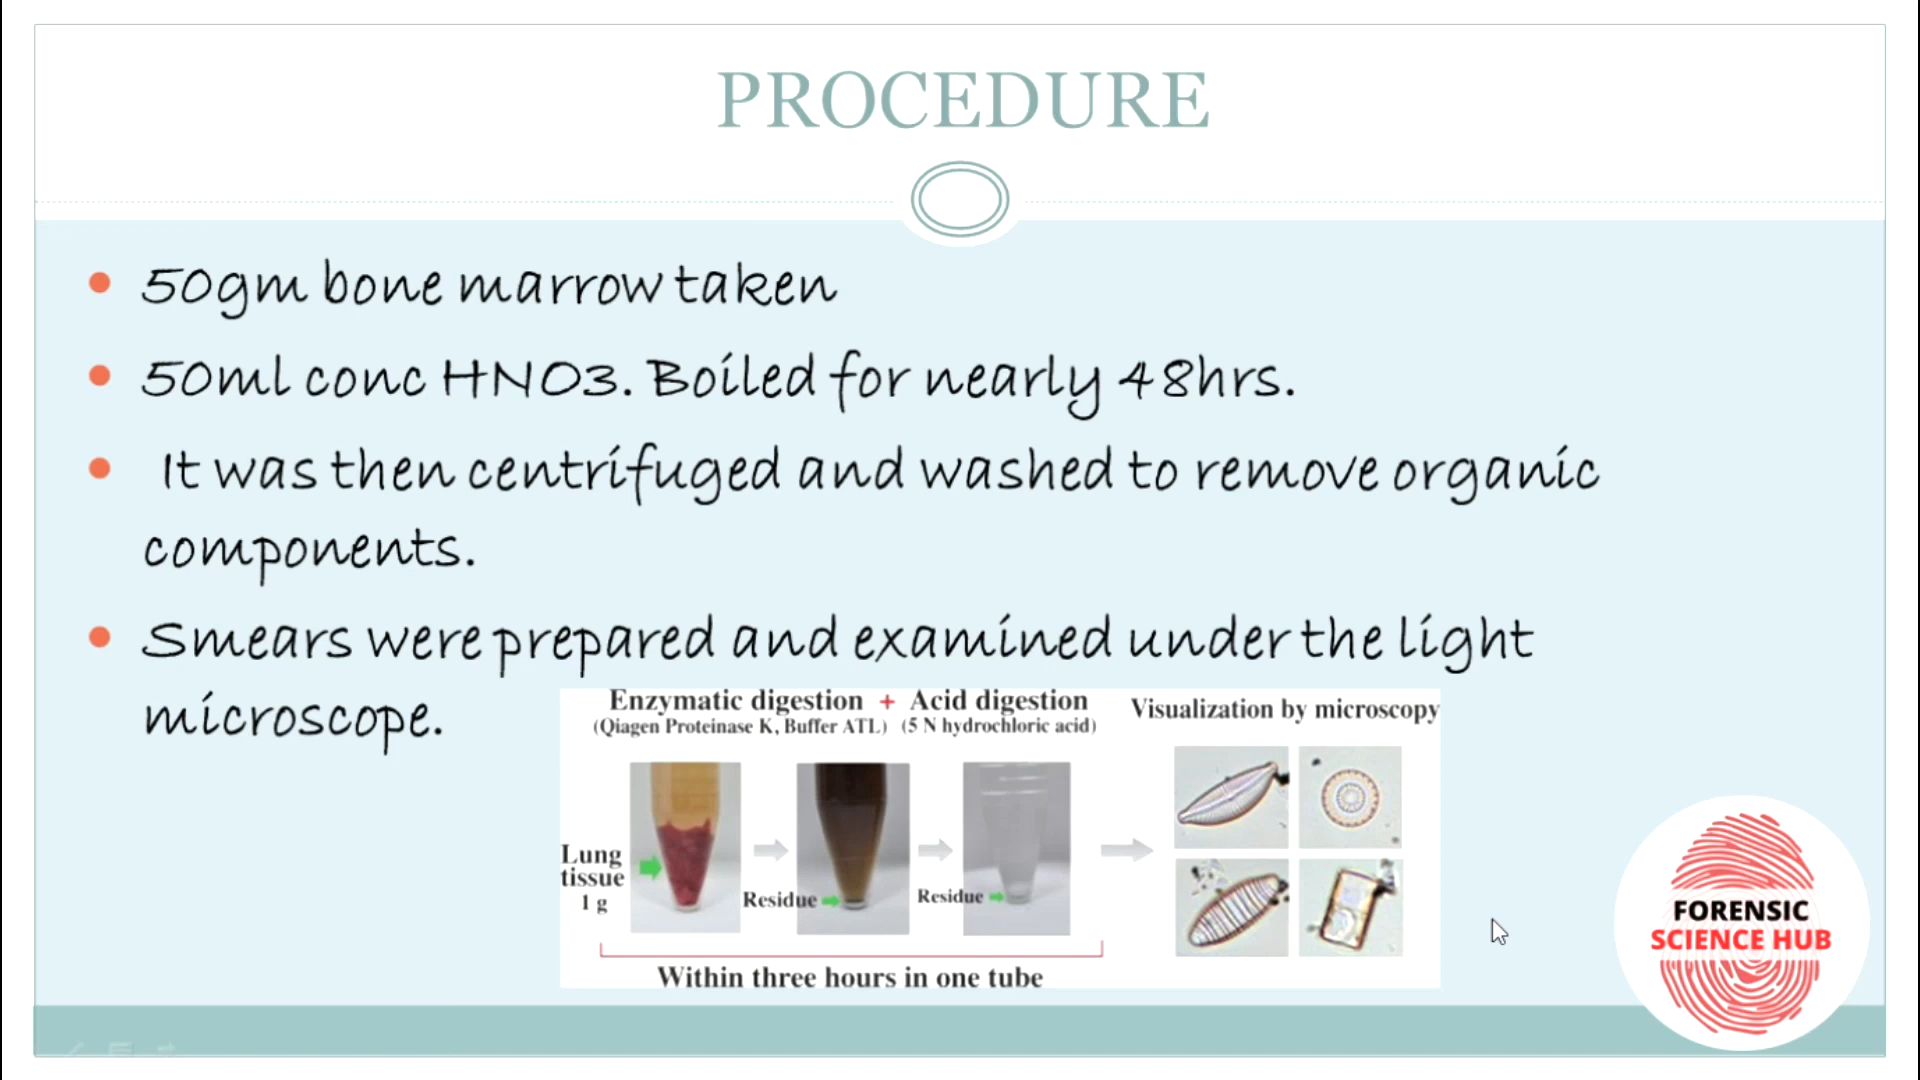 PROCEDURE
50gm bone marrow taken
50ml conc HNO3. Boiled for nearly 48hrs.
It was then centrifuged and washed to remove organic
components.
Smears were prepared and examined under the light
microscope.
Enzymatic digestion + Acid digestion
(Qiagen Proteinase K, Buffer ATL) (5 N hydrochloric acid)
Visualization by microscopy
Lung
tissue
1 g
Residue
Residue
Within three hours in one tube
FORENSIC
SCIENCE HUB